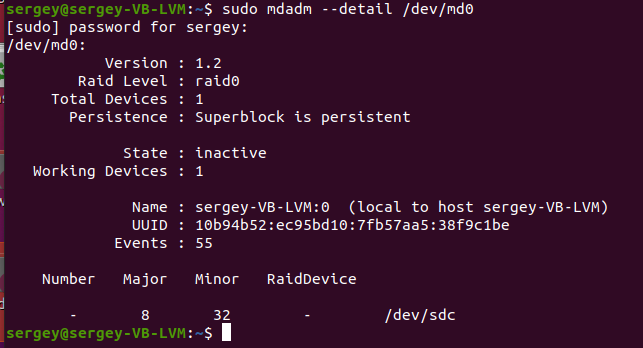 sergey@sergey-VB-LVM:~$ sudo mdadm --detail /dev/md0
[sudo] password for sergey:
/dev/md0:
Version : 1.2
Raid Level : raid0
Total Devices : 1
Persistence : Superblock is persistent
State : inactive
Working Devices : 1
Name : sergey-VB-LVM:0  (local to host sergey-VB-LVM)
UUID : 10b94b52:ec95bd10:7fb57aa5:38f9c1be
Events : 55
Number   Major   Minor   RaidDevice
-       8       32        -        /dev/sdc
sergey@sergey-VB-LVM:~$